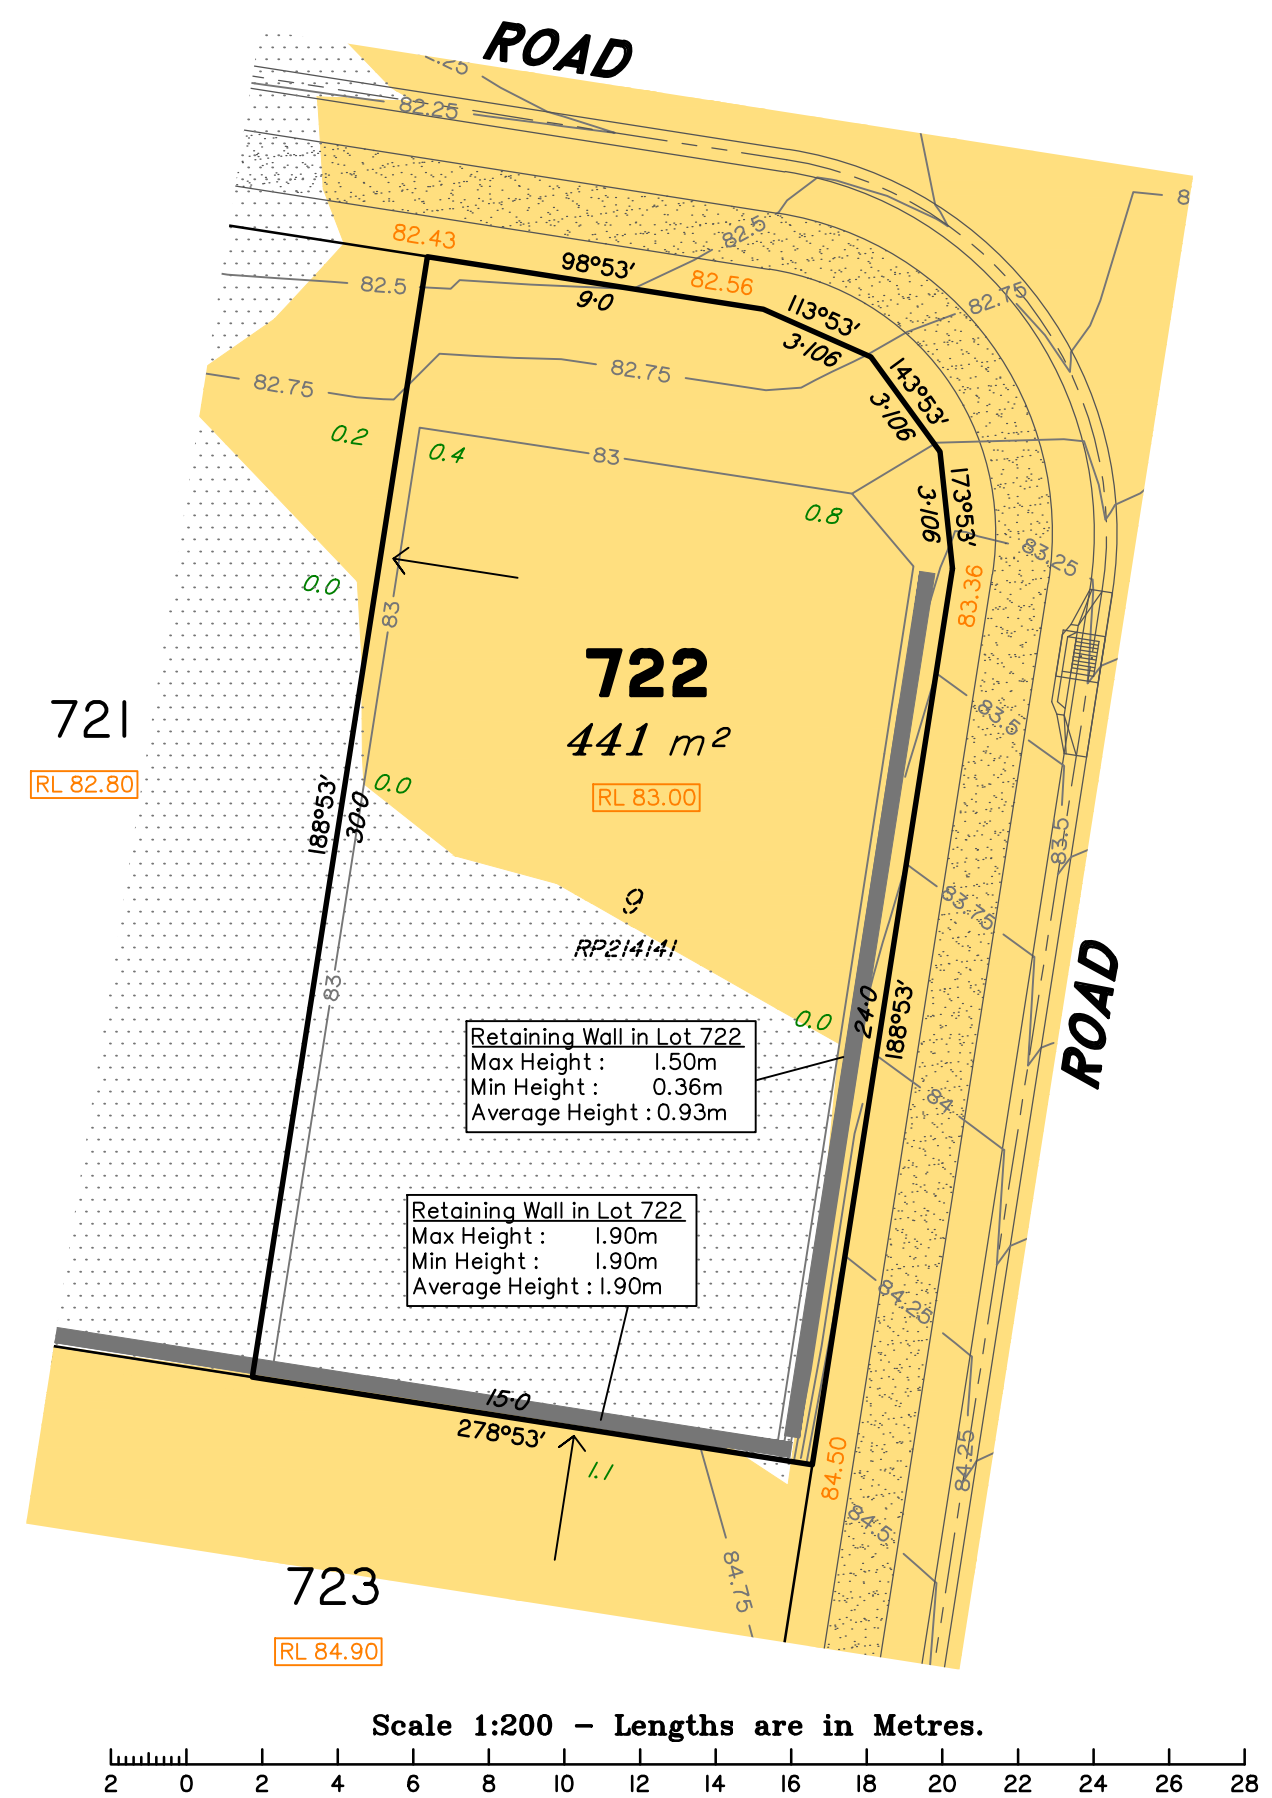 ROAD
.25
82.25
82.43
98°53'
82.5
82.5
9·0
82.56
113°53'
3·106
82.75
8
82.75
82.75
143°53'
3·106
0.2
0.4
83
0.8
173°53'
3·106
83.25
83.36
0.0
83
722
441 m²
RL 83.00
721
RL 82.80
83.5
83.5
0.0
188°53'
30·0
83.75
9
RP214141
83
0.0
24·0
188°53'
ROAD
Retaining Wall in Lot 722
Max Height : 1.50m
Min Height : 0.36m
Average Height : 0.93m
84
Retaining Wall in Lot 722
Max Height : 1.90m
Min Height : 1.90m
Average Height : 1.90m
84.25
15·0
278°53'
1.1
84.50
84.25
84.5
84.75
723
RL 84.90
Scale 1:200 – Lengths are in Metres.
2 0 2 4 6 8 10 12 14 16 18 20 22 24 26 28